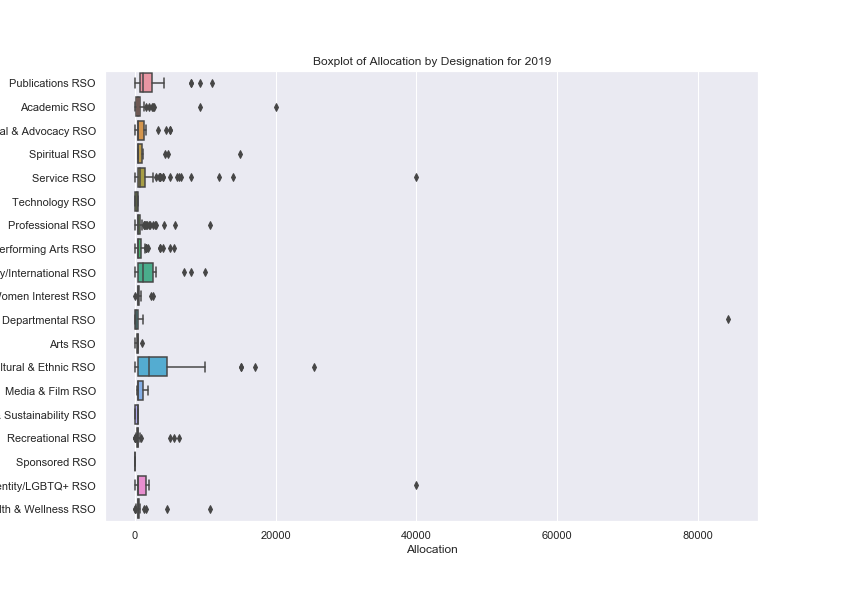 Boxplot of Allocation by Designation for 2019
Publications RSO
Academic RSO
al & Advocacy RSO
Spiritual RSO
Service RSO
Technology RSO
Professional RSO
erforming Arts RSO
y/International RSO
Women Interest RSO
Departmental RSO
Arts RSO
ltural & Ethnic RSO
Media & Film RSO
Sustainability RSO
Recreational RSO
Sponsored RSO
entity/LGBTQ+ RSO
lth & Wellness RSO
0 20000 40000 60000 80000
Allocation